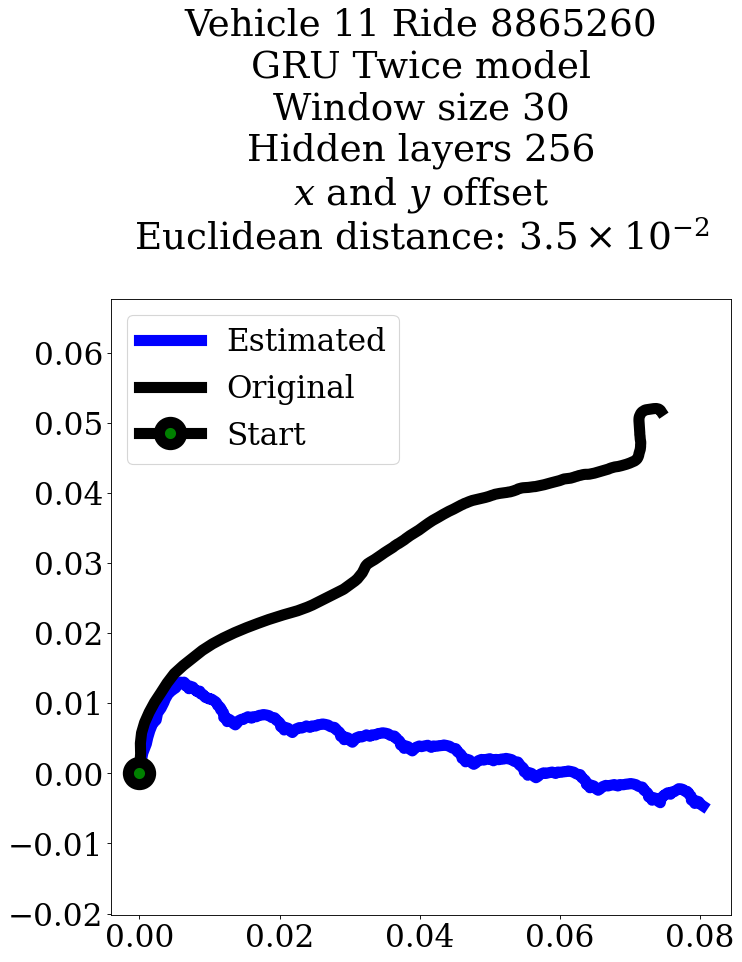 Vehicle 11 Ride 8865260
GRU Twice model
Window size 30
Hidden layers 256
x and y offset
Euclidean distance: 3.5 × 10⁻²
Estimated
Original
Start
0.06
0.05
0.04
0.03
0.02
0.01
0.00
−0.01
−0.02
0.00 0.02 0.04 0.06 0.08